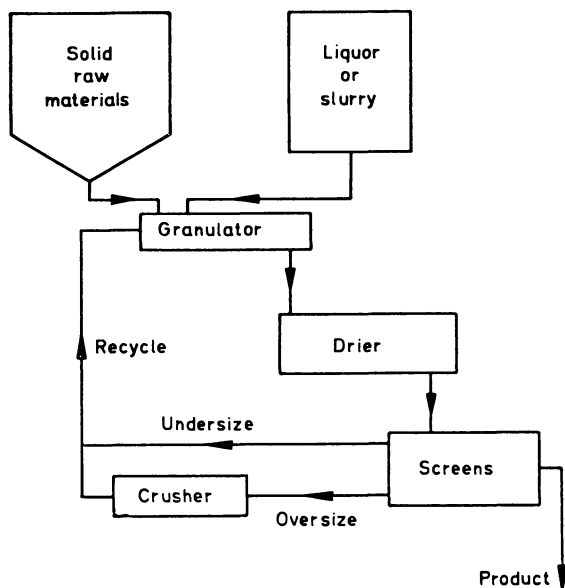 Solid
raw
materials
Liquor
or
slurry
Granulator
Recycle
Drier
Undersize
Screens
Crusher
Oversize
Product